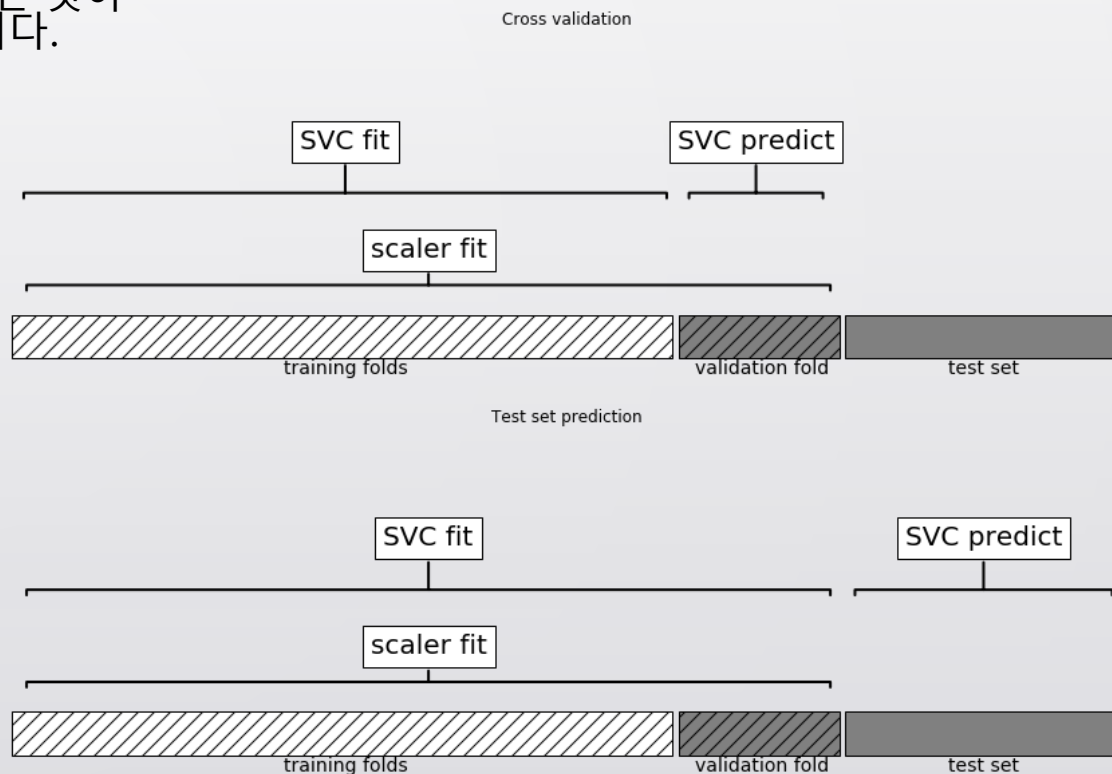 니다.
Cross validation
SVC fit SVC predict
scaler fit
training folds validation fold test set
Test set prediction
SVC fit SVC predict
scaler fit
training folds validation fold test set